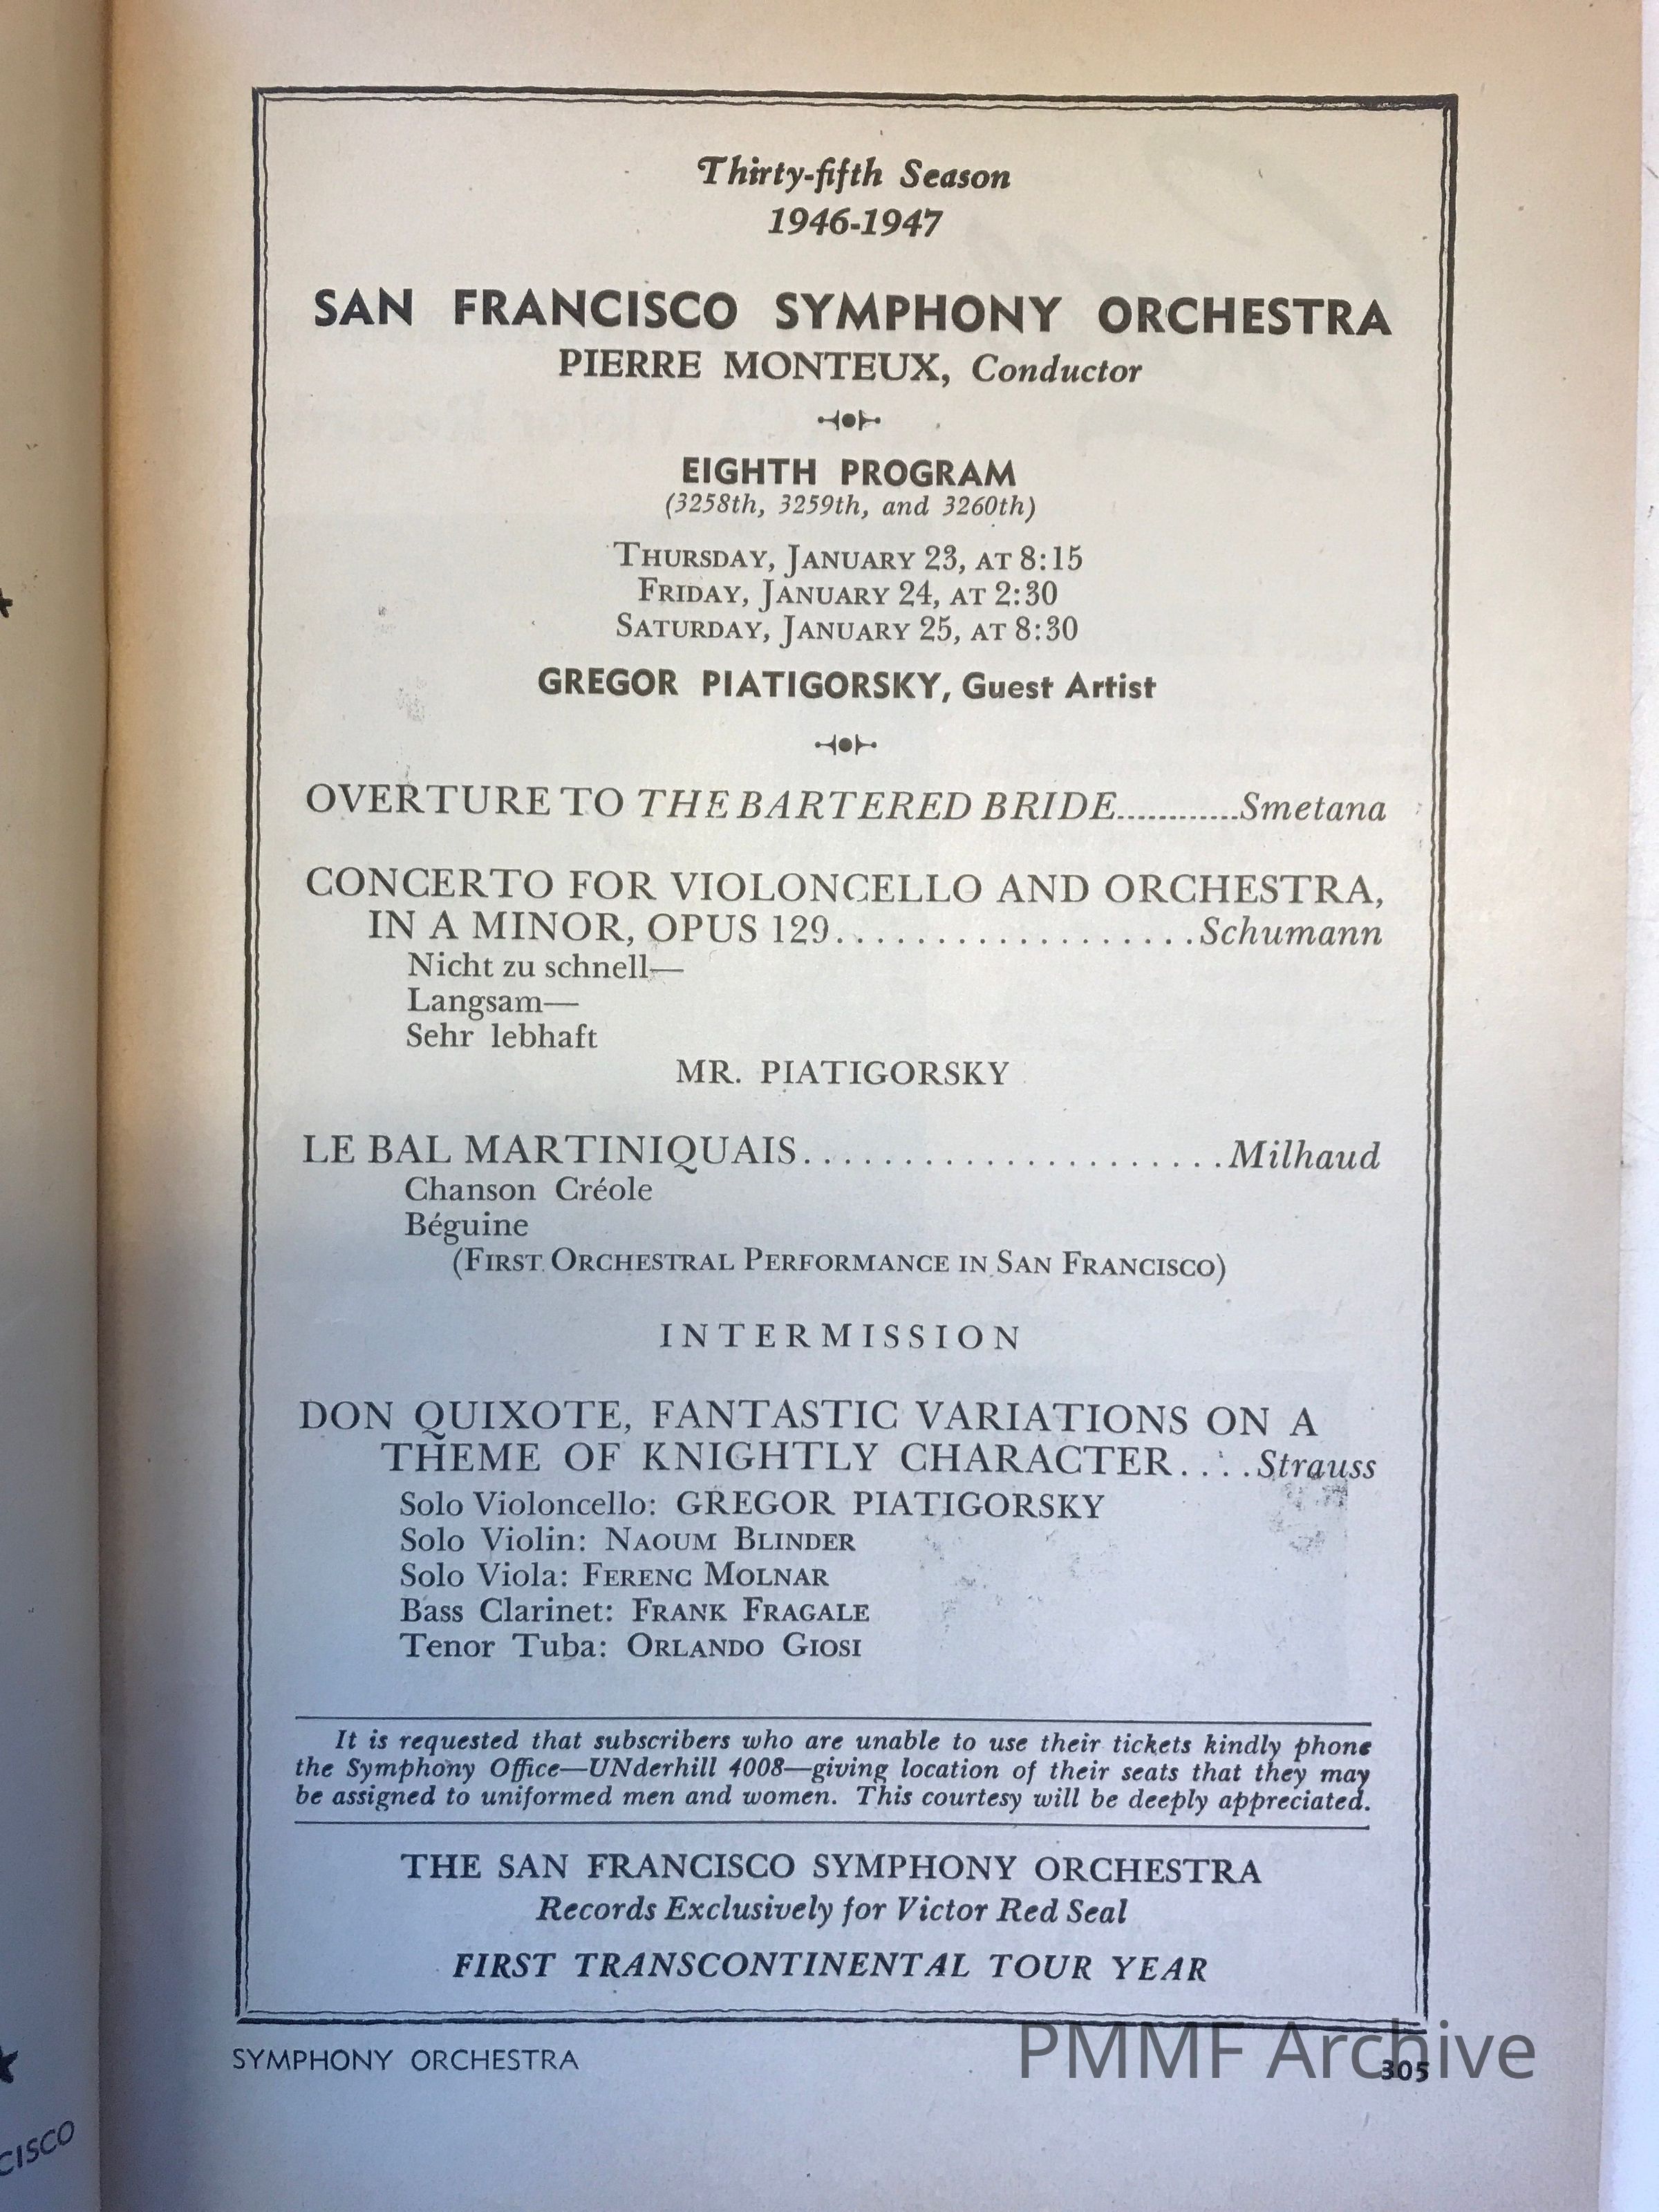 Thirty-fifth Season
1946-1947
SAN FRANCISCO SYMPHONY ORCHESTRA
PIERRE MONTEUX, Conductor
EIGHTH PROGRAM
(3258th, 3259th, and 3260th)
THURSDAY, JANUARY 23, AT 8:15
FRIDAY, JANUARY 24, AT 2:30
SATURDAY, JANUARY 25, AT 8:30
GREGOR PIATIGORSKY, Guest Artist
OVERTURE TO THE BARTERED BRIDE............Smetana
CONCERTO FOR VIOLONCELLO AND ORCHESTRA,
IN A MINOR, OPUS 129..................Schumann
Nicht zu schnell—
Langsam—
Sehr lebhaft
MR. PIATIGORSKY
LE BAL MARTINIQUAIS.....................Milhaud
Chanson Créole
Béguine
(FIRST ORCHESTRAL PERFORMANCE IN SAN FRANCISCO)
INTERMISSION
DON QUIXOTE, FANTASTIC VARIATIONS ON A
THEME OF KNIGHTLY CHARACTER....Strauss
Solo Violoncello: GREGOR PIATIGORSKY
Solo Violin: NAOUM BLINDER
Solo Viola: FERENC MOLNAR
Bass Clarinet: FRANK FRAGALE
Tenor Tuba: ORLANDO GIOSI
It is requested that subscribers who are unable to use their tickets kindly phone
the Symphony Office—UNderhill 4008—giving location of their seats that they may
be assigned to uniformed men and women. This courtesy will be deeply appreciated.
THE SAN FRANCISCO SYMPHONY ORCHESTRA
Records Exclusively for Victor Red Seal
FIRST TRANSCONTINENTAL TOUR YEAR
SYMPHONY ORCHESTRA
305
PMMF Archive
CISCO